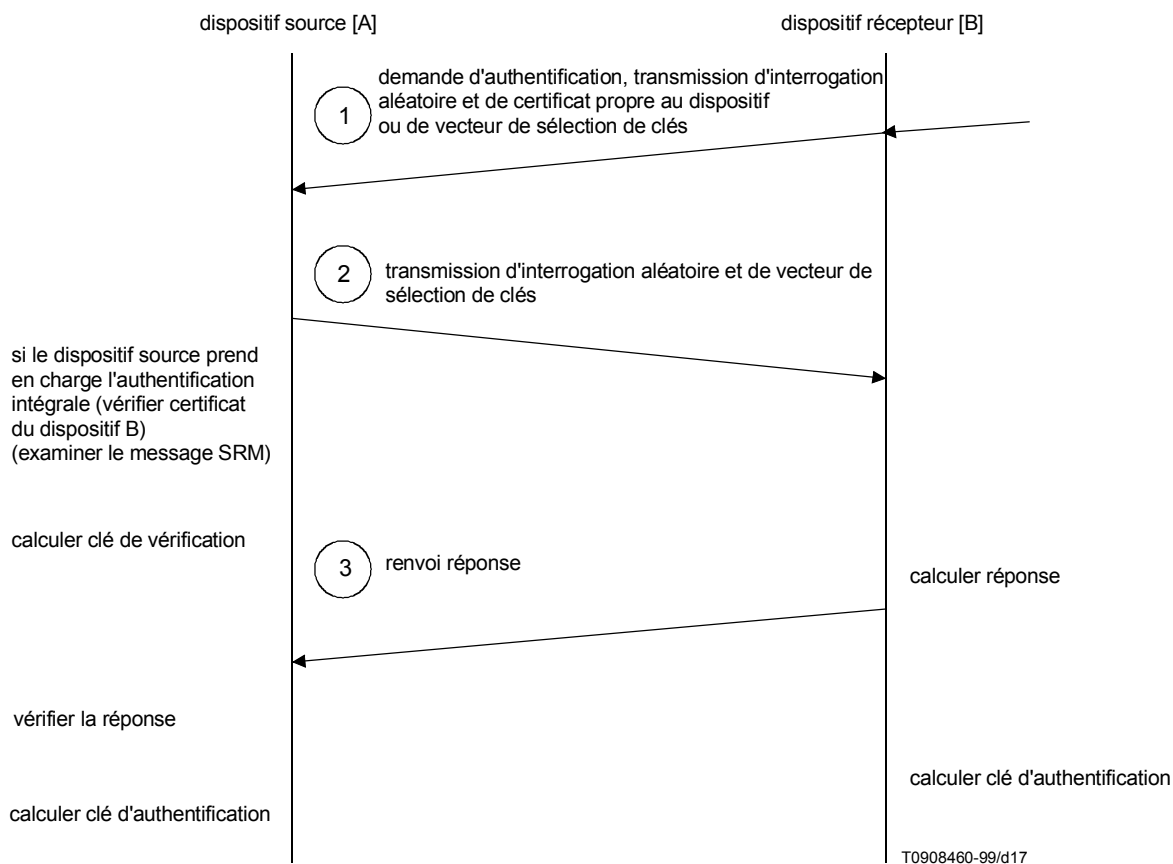 dispositif source [A]
dispositif récepteur [B]
demande d'authentification, transmission d'interrogation
aléatoire et de certificat propre au dispositif
ou de vecteur de sélection de clés
1
2
transmission d'interrogation aléatoire et de vecteur de
sélection de clés
si le dispositif source prend
en charge l'authentification
intégrale (vérifier certificat
du dispositif B)
(examiner le message SRM)
calculer clé de vérification
3
renvoi réponse
calculer réponse
vérifier la réponse
calculer clé d'authentification
calculer clé d'authentification
T0908460-99/d17